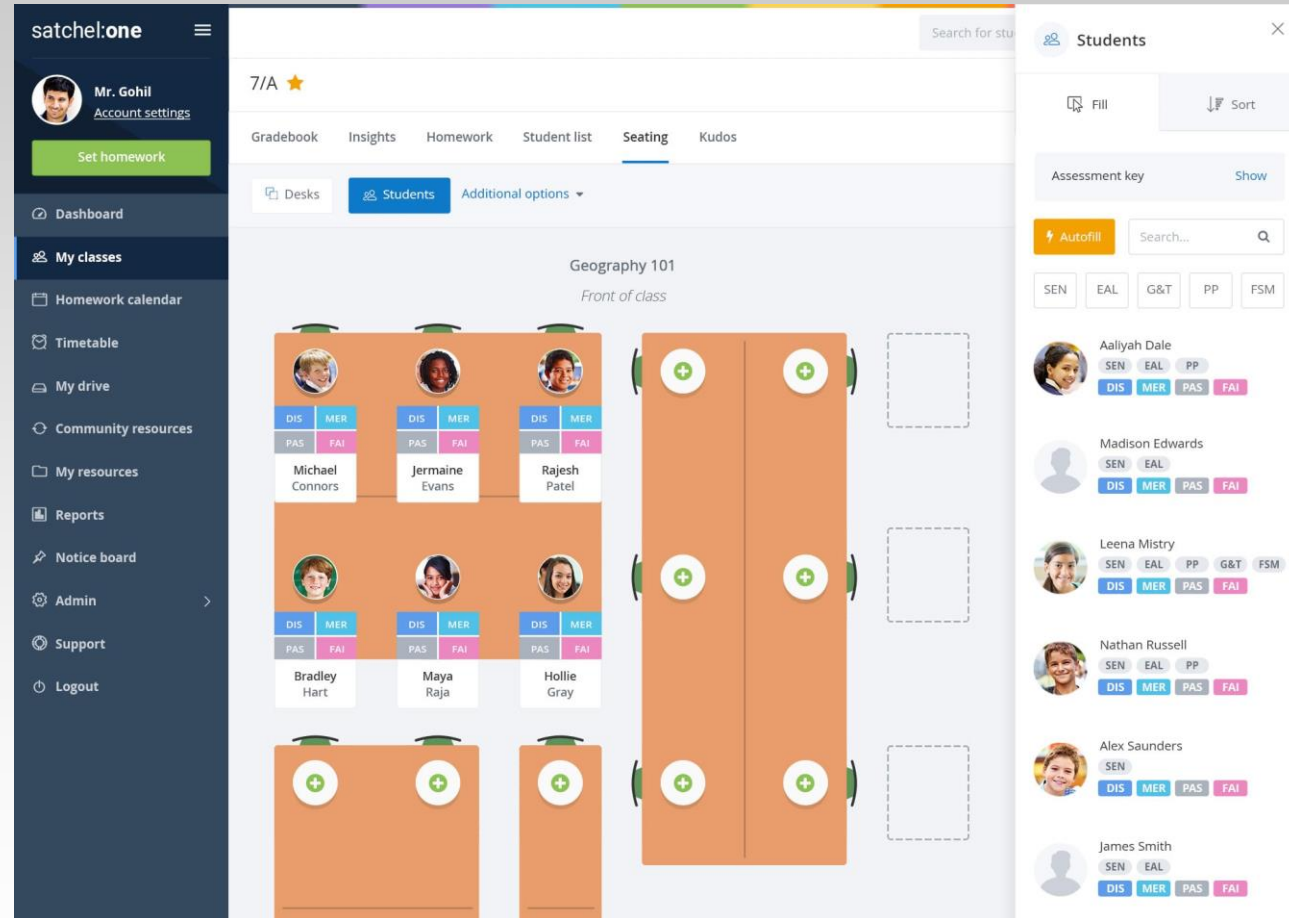 satchel:one
Mr. Gohil
Account settings
Set homework
Dashboard
My classes
Homework calendar
Timetable
My drive
Community resources
My resources
Reports
Notice board
Admin
Support
Logout
Search for stu
7/A
Gradebook Insights Homework Student list Seating Kudos
Desks Students Additional options
Geography 101
Front of class
DIS MER DIS MER DIS MER
PAS FAI PAS FAI PAS FAI
Michael Jermaine Rajesh
Connors Evans Patel
DIS MER DIS MER DIS MER
PAS FAI PAS FAI PAS FAI
Bradley Maya Hollie
Hart Raja Gray
Students
Fill Sort
Assessment key Show
Autofill Search...
SEN EAL G&T PP FSM
Aaliyah Dale
SEN EAL PP
DIS MER PAS FAI
Madison Edwards
SEN EAL
DIS MER PAS FAI
Leena Mistry
SEN EAL PP G&T FSM
DIS MER PAS FAI
Nathan Russell
SEN EAL PP
DIS MER PAS FAI
Alex Saunders
SEN
DIS MER PAS FAI
James Smith
SEN EAL
DIS MER PAS FAI